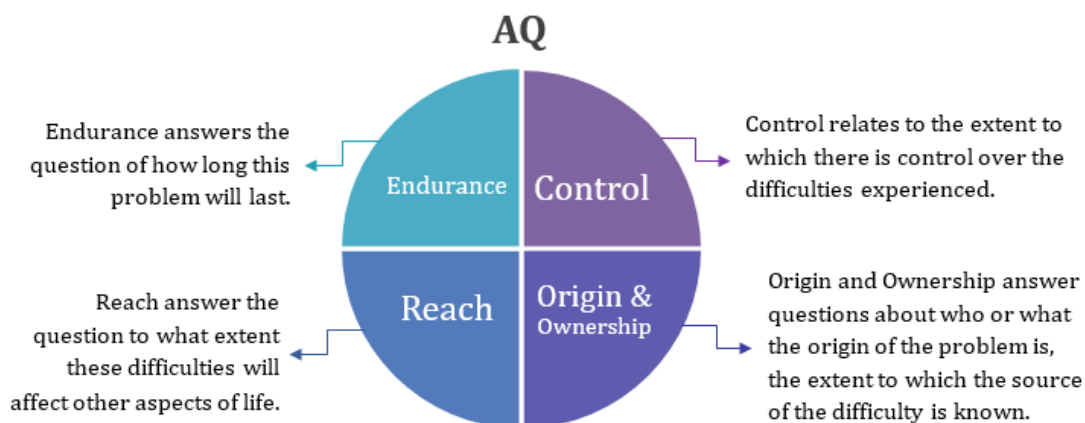 AQ
Endurance answers the
question of how long this
problem will last.
Endurance
Control
Control relates to the extent to
which there is control over the
difficulties experienced.
Reach answer the
question to what extent
these difficulties will
affect other aspects of life.
Reach
Origin &
Ownership
Origin and Ownership answer
questions about who or what
the origin of the problem is,
the extent to which the source
of the difficulty is known.